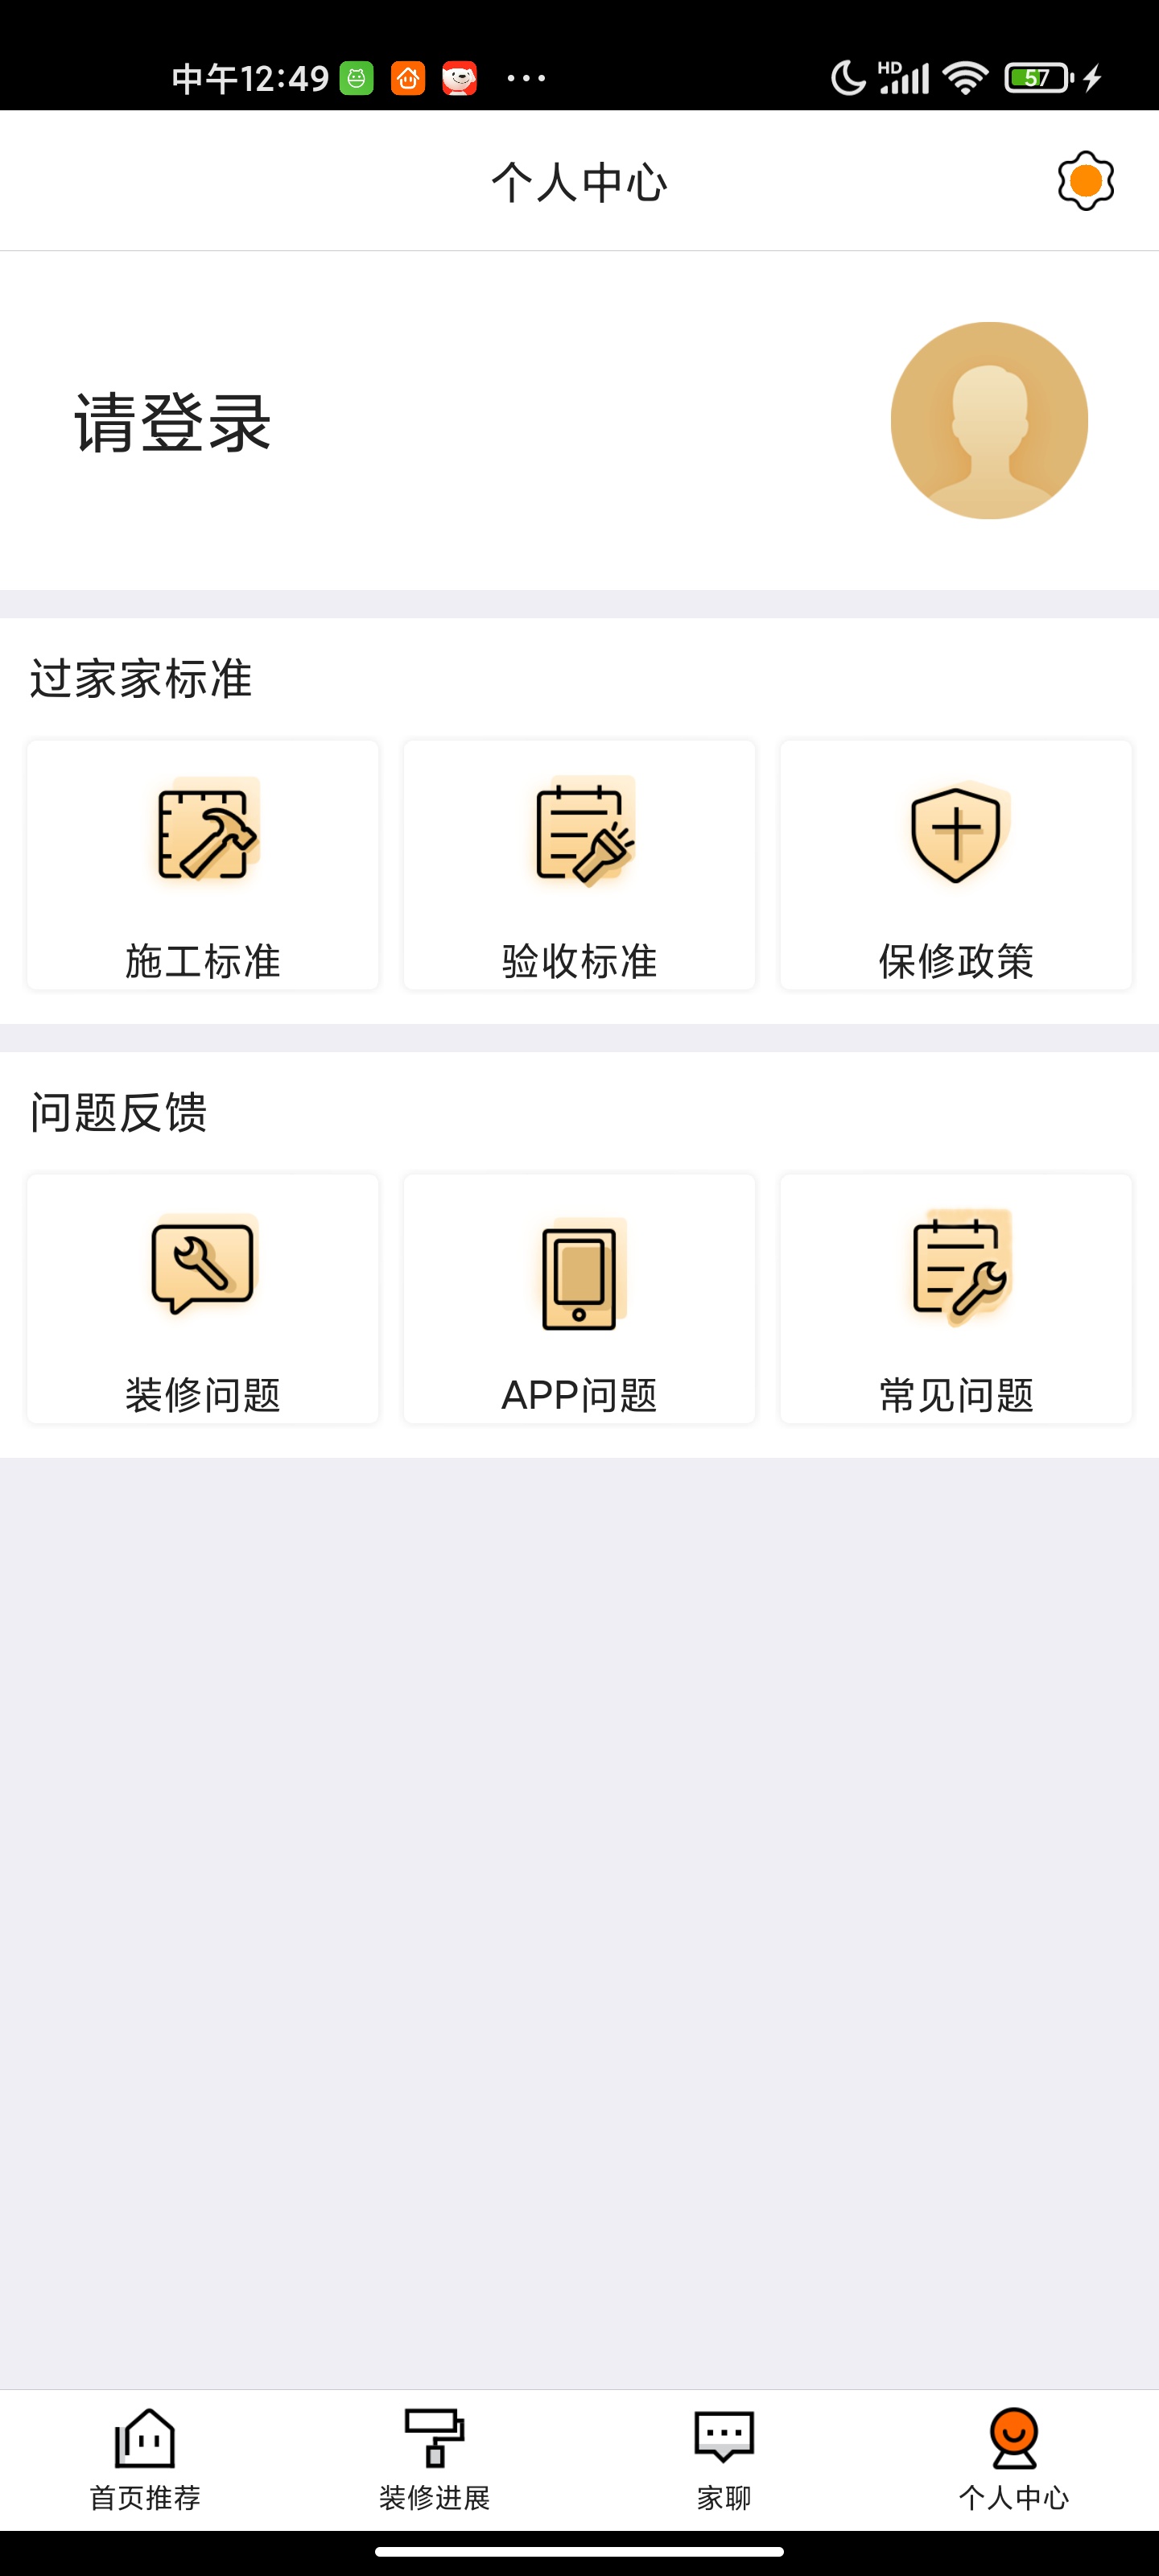 中午12:49
HD
57
个人中心
请登录
过家家标准
施工标准
验收标准
保修政策
问题反馈
装修问题
APP问题
常见问题
首页推荐
装修进展
家聊
个人中心